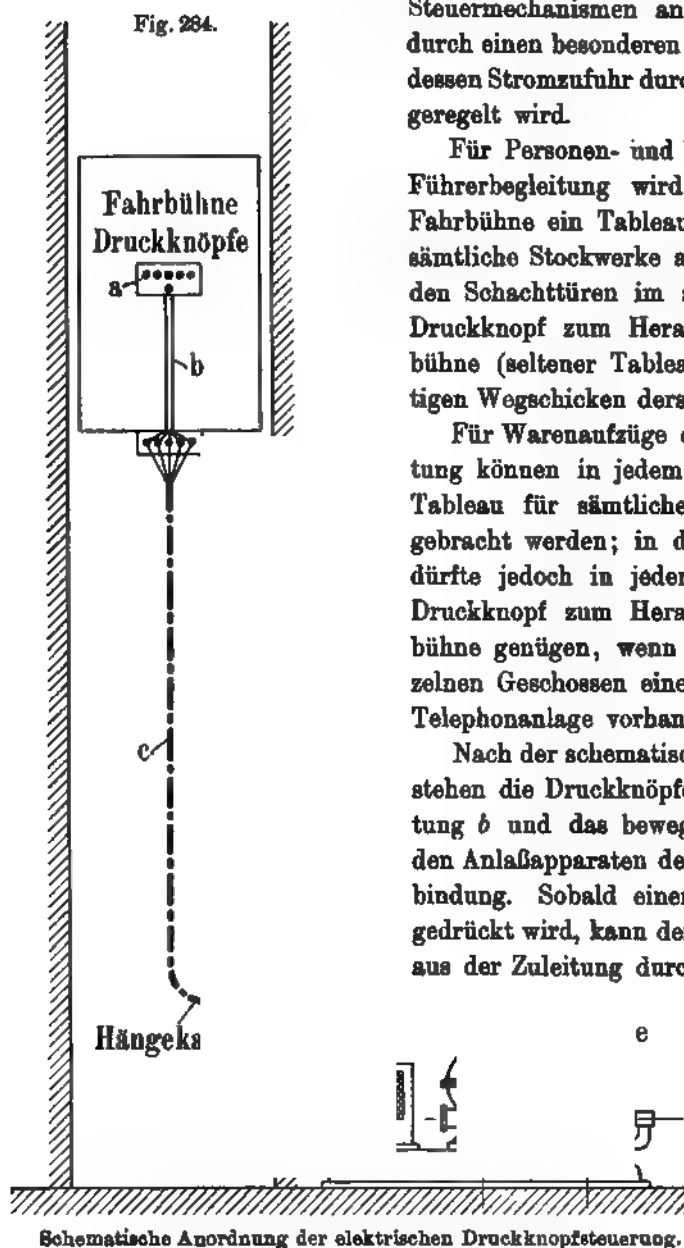 Fig. 284.
Fahrbühne
Druckknöpfe
a
b
c
Hängeka
e
Steuermechanismen an
durch einen besonderen
dessen Stromzufuhr durc
geregelt wird.
Für Personen- und
Führerbegleitung wird
Fahrbühne ein Tableau
sämtliche Stockwerke a
den Schachttüren im s
Druckknopf zum Hera
bühne (seltener Tablea
tigen Wegschicken ders
Für Warenaufzüge
tung können in jedem
Tableau für sämtliche
gebracht werden; in d
dürfte jedoch in jeder
Druckknopf zum Hera
bühne genügen, wenn
zelnen Geschossen eine
Telephonanlage vorhan
Nach der schematisc
stehen die Druckknöpfe
tung b und das beweg
den Anlaßapparaten de
bindung. Sobald einer
gedrückt wird, kann der
aus der Zuleitung durc
Schematische Anordnung der elektrischen Druckknopfsteuerung.